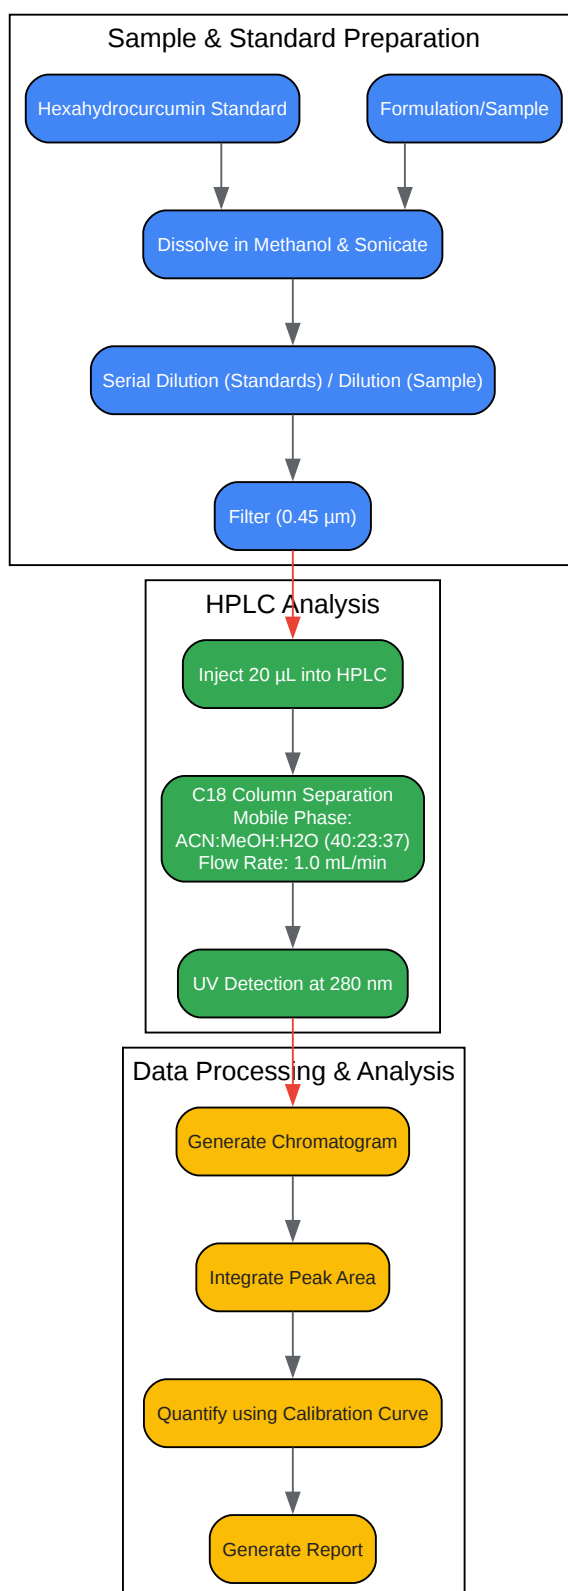 Sample & Standard Preparation
Hexahydrocurcumin Standard
Formulation/Sample
Dissolve in Methanol & Sonicate
Serial Dilution (Standards) / Dilution (Sample)
Filter (0.45 µm)
HPLC Analysis
Inject 20 µL into HPLC
C18 Column Separation
Mobile Phase:
ACN:MeOH:H2O (40:23:37)
Flow Rate: 1.0 mL/min
UV Detection at 280 nm
Data Processing & Analysis
Generate Chromatogram
Integrate Peak Area
Quantify using Calibration Curve
Generate Report